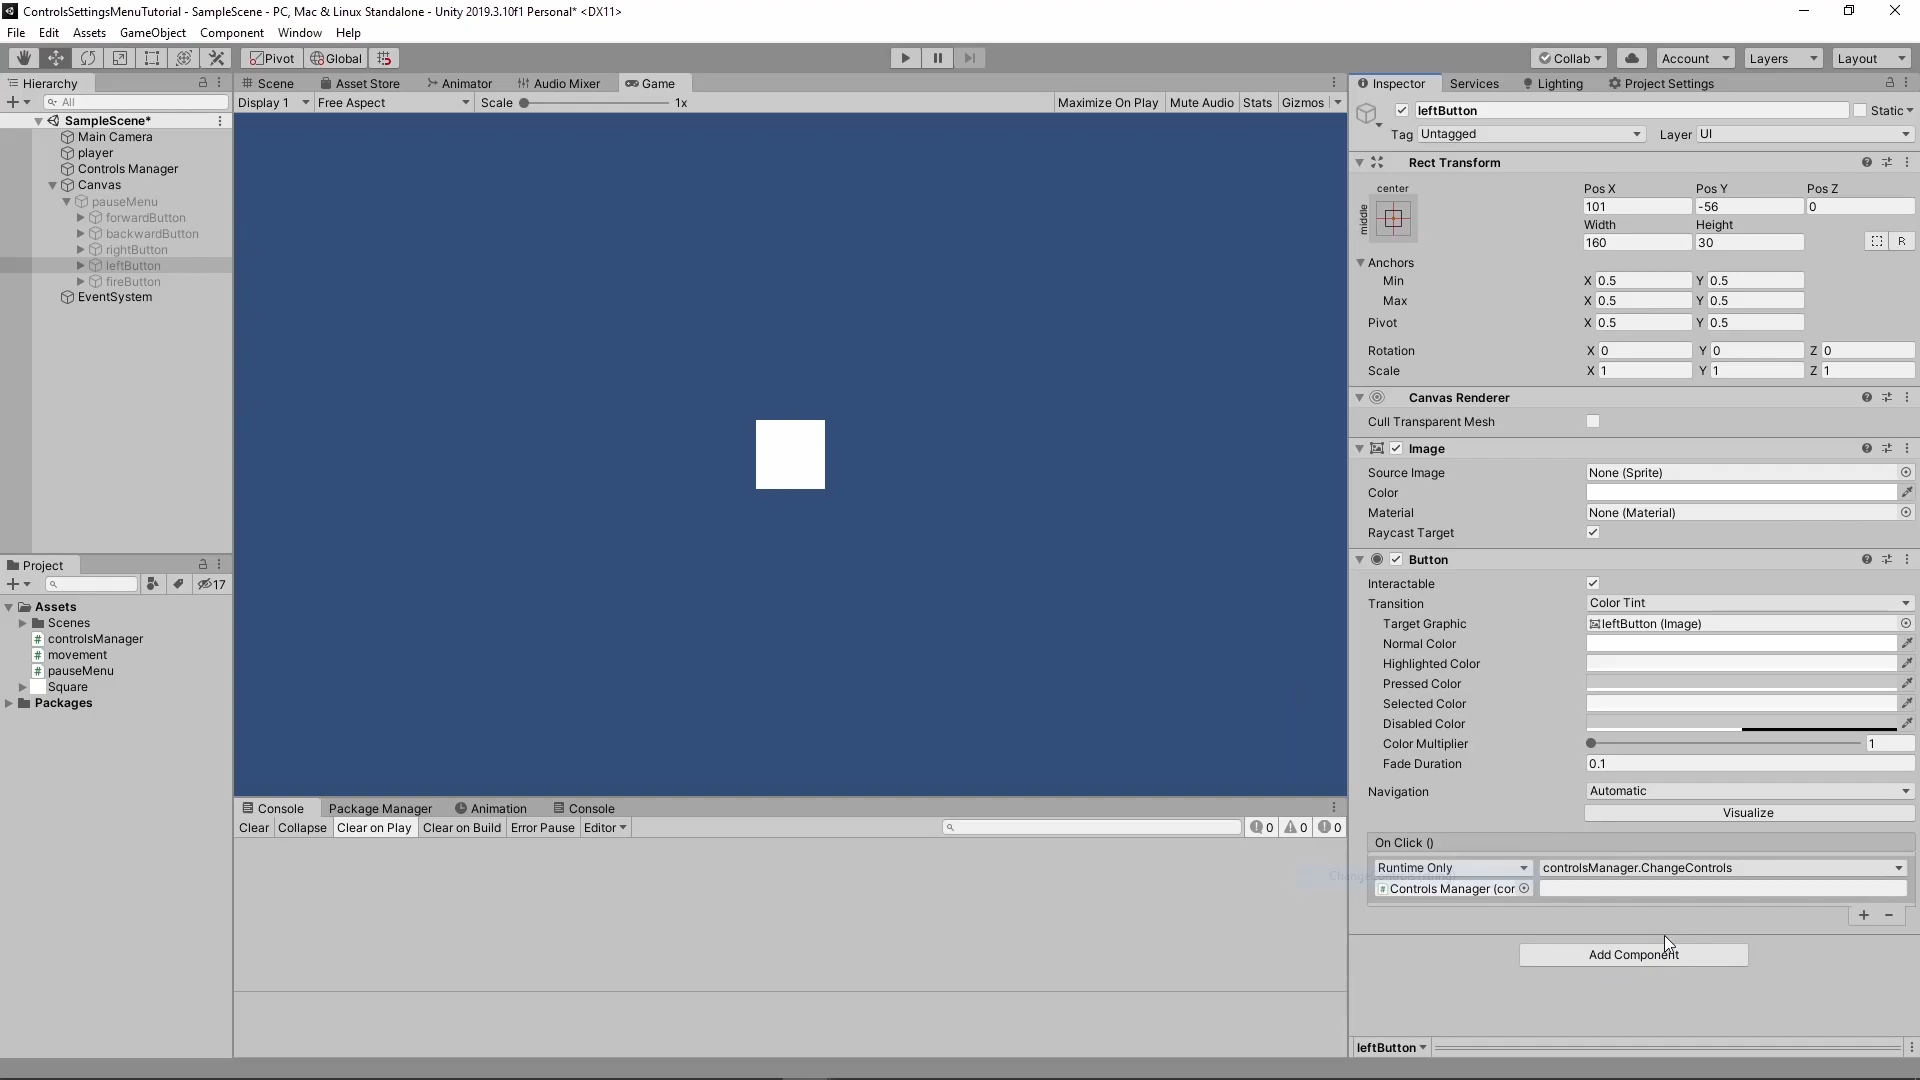 ControlsSettingsMenuTutorial - SampleScene - PC, Mac & Linux Standalone - Unity 2019.3.10f1 Personal* <DX11>
File Edit Assets GameObject Component Window Help
Pivot Global Collab Account Layers Layout
Hierarchy Scene Asset Store Animator Audio Mixer Game Inspector Services Lighting Project Settings
All Display 1 Free Aspect Scale 1x Maximize On Play Mute Audio Stats Gizmos
leftButton Static
SampleScene*
Main Camera
player
Controls Manager
Canvas
pauseMenu
forwardButton
backwardButton
rightButton
leftButton
fireButton
EventSystem
Tag Untagged Layer UI
Rect Transform
center
middle
Pos X Pos Y Pos Z
101 -56 0
Width Height
160 30 R
Anchors
Min X 0.5 Y 0.5
Max X 0.5 Y 0.5
Pivot X 0.5 Y 0.5
Rotation X 0 Y 0 Z 0
Scale X 1 Y 1 Z 1
Canvas Renderer
Cull Transparent Mesh
Image
Source Image None (Sprite)
Color
Material None (Material)
Raycast Target
Button
Interactable
Transition Color Tint
Target Graphic leftButton (Image)
Normal Color
Highlighted Color
Pressed Color
Selected Color
Disabled Color
Color Multiplier 1
Fade Duration 0.1
Navigation Automatic
Visualize
On Click ()
Runtime Only controlsManager.ChangeControls
Controls Manager (cor
Add Component
leftButton
Project
17
Assets
Scenes
controlsManager
movement
pauseMenu
Square
Packages
Console Package Manager Animation Console
Clear Collapse Clear on Play Clear on Build Error Pause Editor 0 0 0